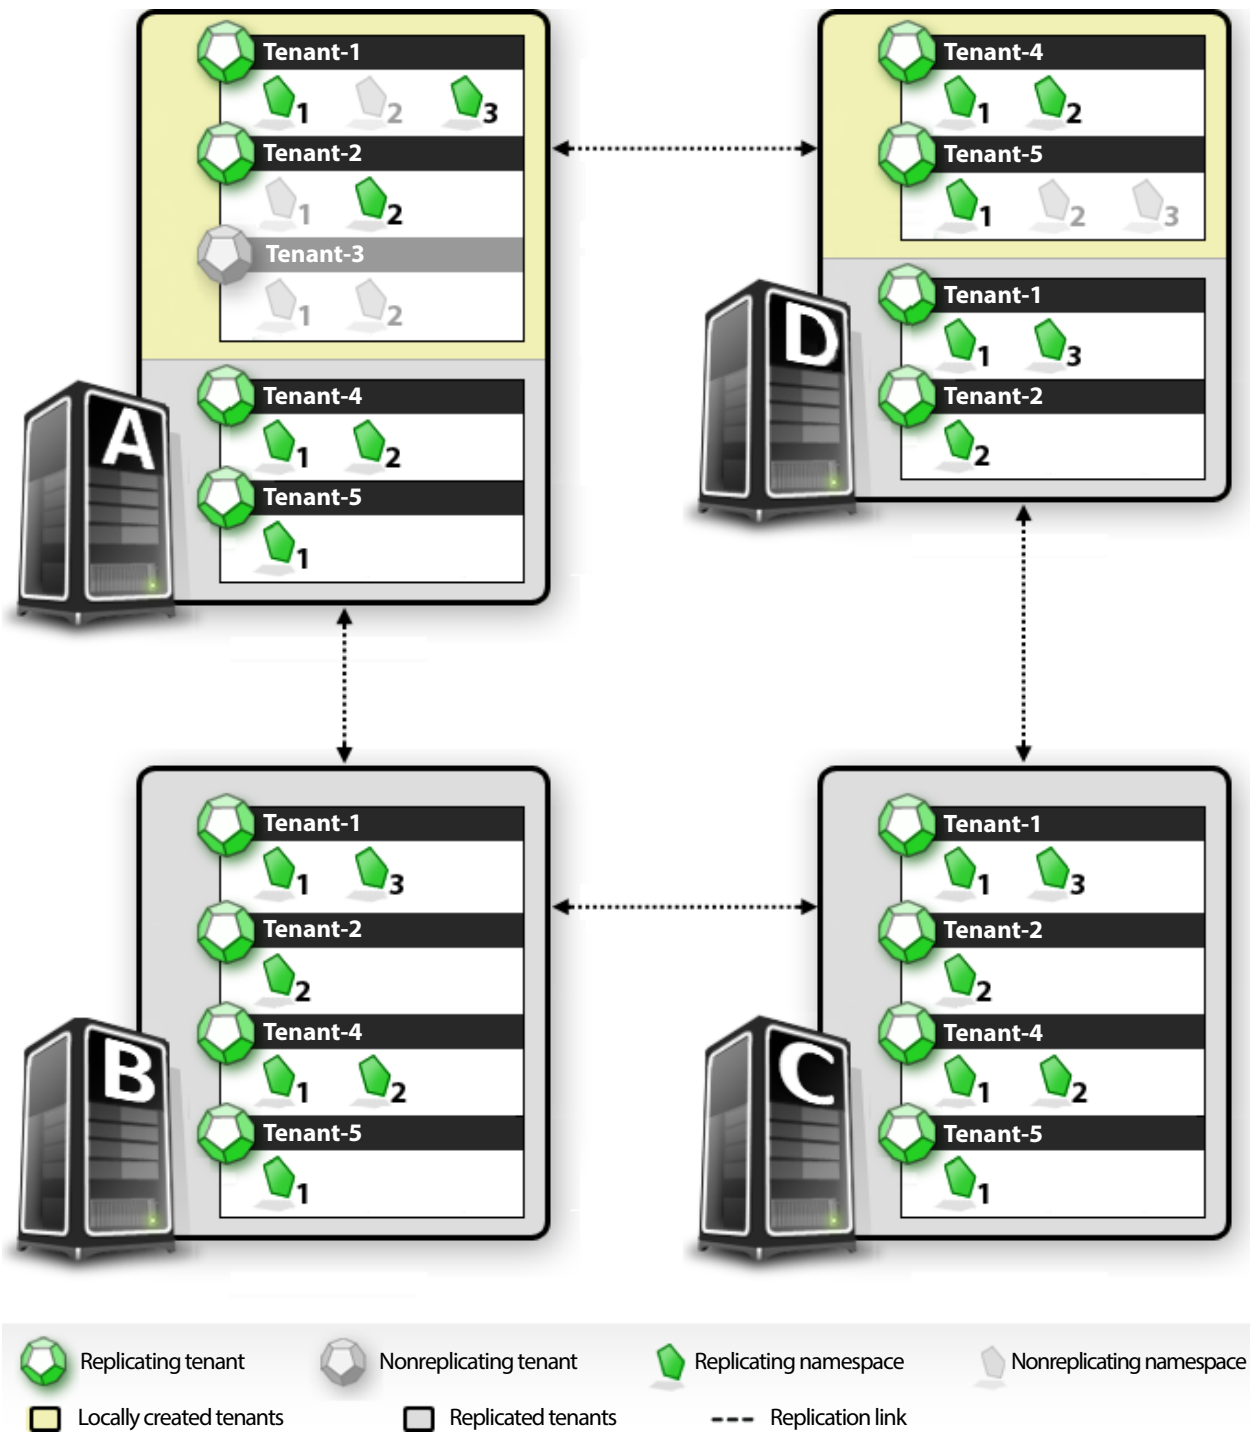 Tenant-1
1 2 3
Tenant-2
1 2
Tenant-3
1 2
A
Tenant-4
1 2
Tenant-5
1
Tenant-4
1 2
Tenant-5
1 2 3
D
Tenant-1
1 3
Tenant-2
2
Tenant-1
1 3
Tenant-2
2
B
Tenant-4
1 2
Tenant-5
1
Tenant-1
1 3
Tenant-2
2
C
Tenant-4
1 2
Tenant-5
1
Replicating tenant Nonreplicating tenant Replicating namespace Nonreplicating namespace
Locally created tenants Replicated tenants Replication link